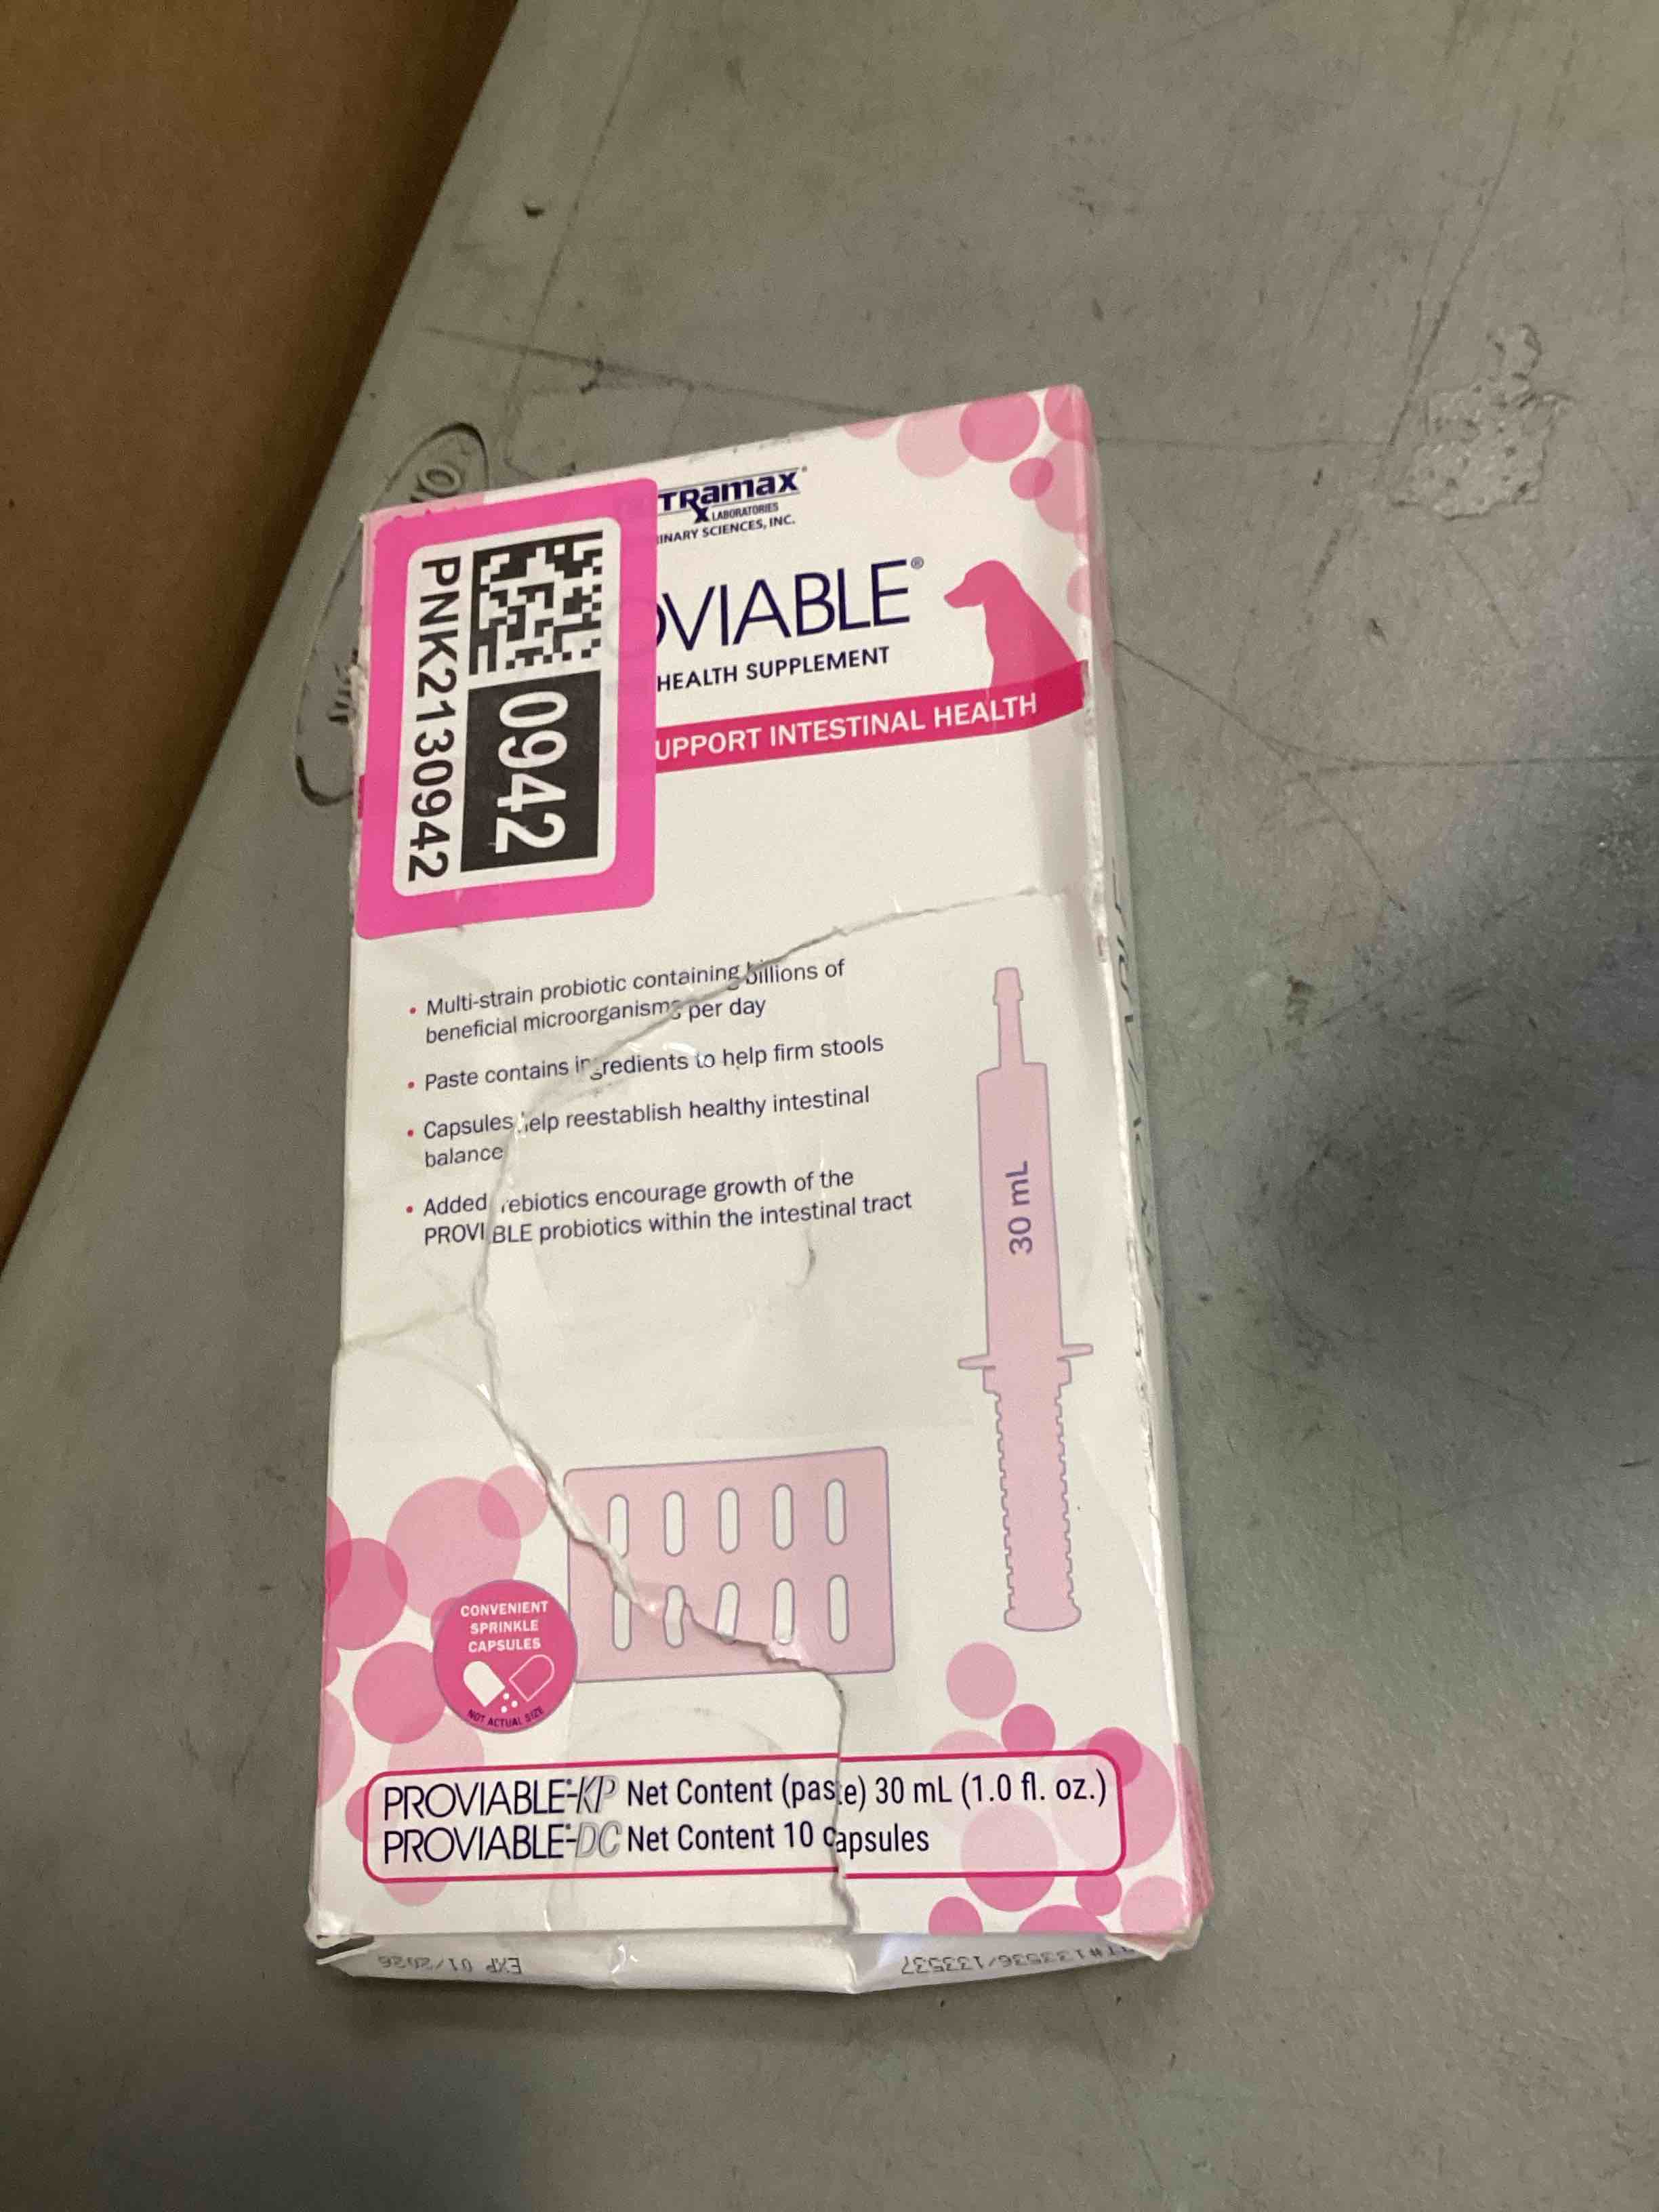 PNK2130942
0942
TRamax®
X LABORATORIES
INARY SCIENCES, INC.
OVIABLE®
HEALTH SUPPLEMENT
UPPORT INTESTINAL HEALTH
• Multi-strain probiotic containing billions of
beneficial microorganisms per day
• Paste contains ingredients to help firm stools
• Capsules help reestablish healthy intestinal
balance
• Added rebiotics encourage growth of the
PROVI BLE probiotics within the intestinal tract
30 mL
CONVENIENT
SPRINKLE
CAPSULES
NOT ACTUAL SIZE
PROVIABLE®-KP Net Content (paste) 30 mL (1.0 fl. oz.)
PROVIABLE®-DC Net Content 10 capsules
EXP 01/2026
T#133536/133537